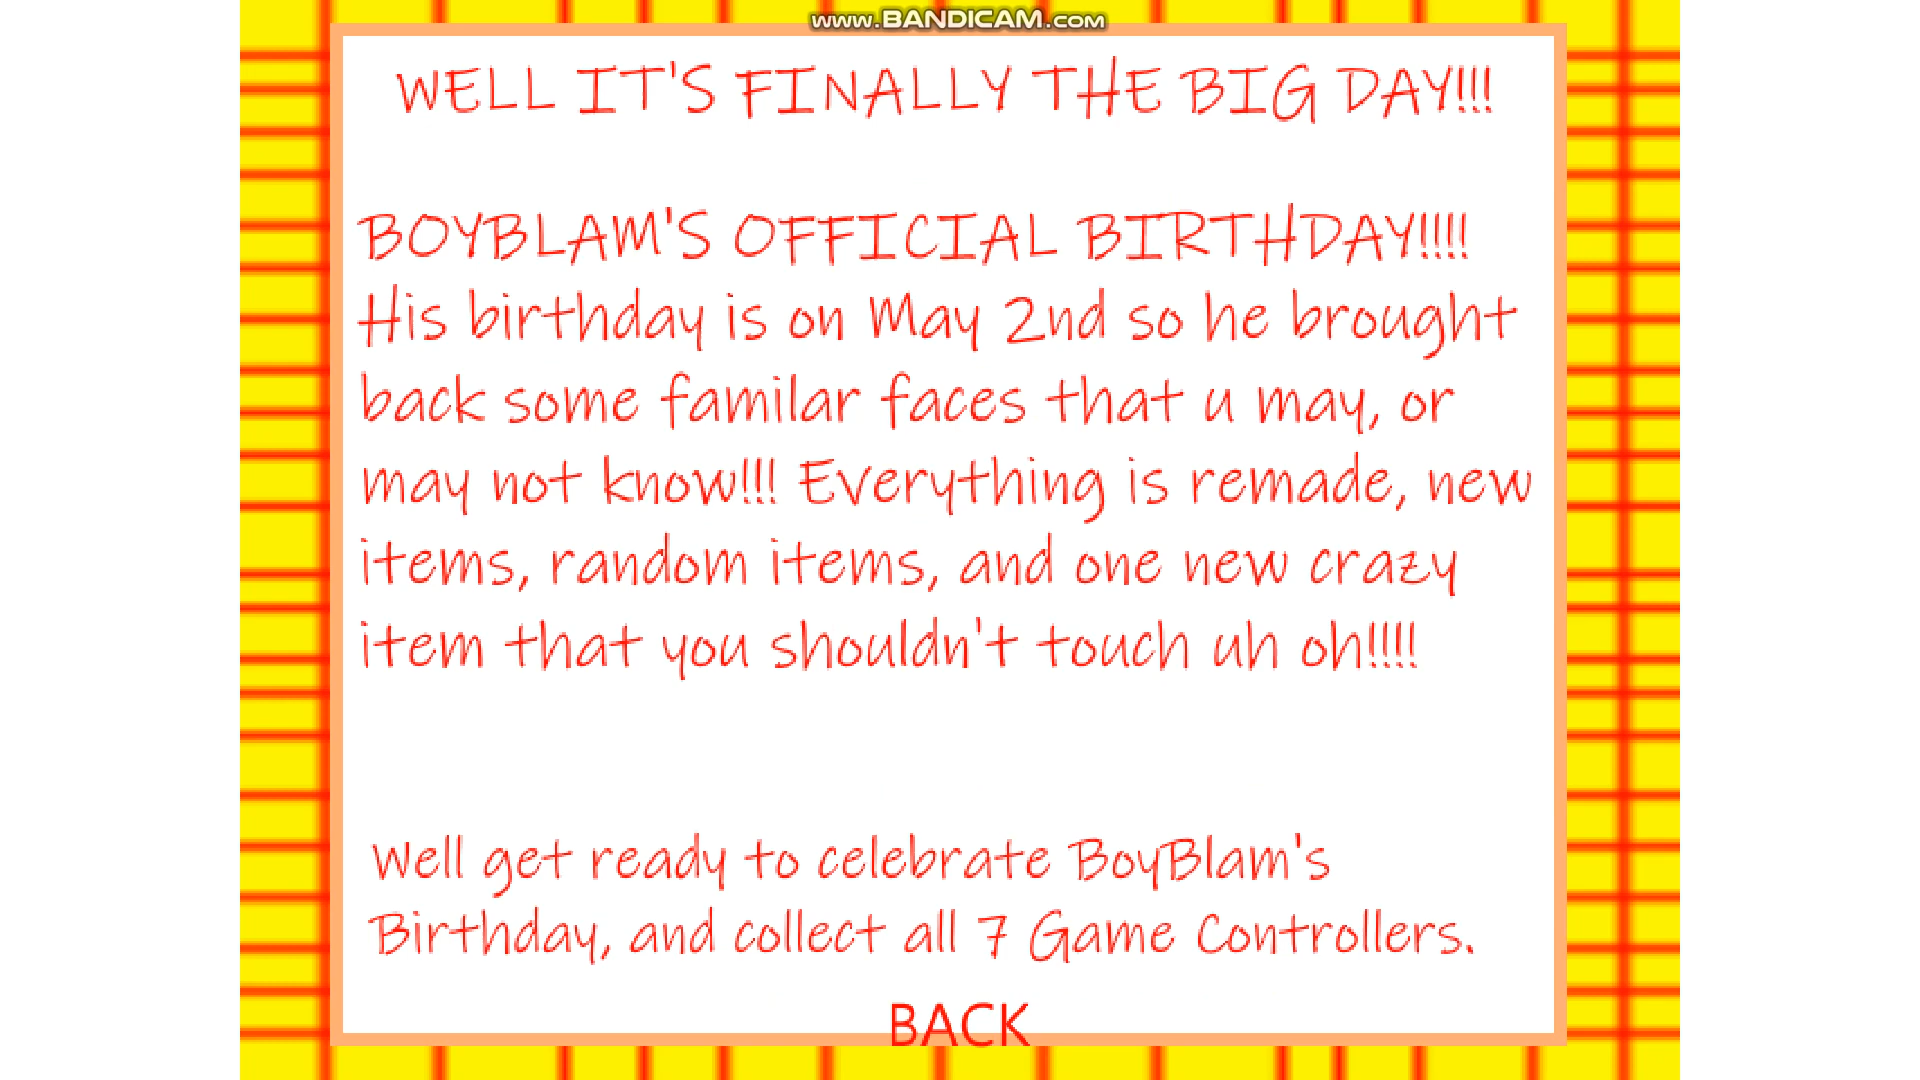 www.BANDICAM.com
WELL IT'S FINALLY THE BIG DAY!!!
BOYBLAM'S OFFICIAL BIRTHDAY!!!!
His birthday is on May 2nd so he brought
back some familar faces that u may, or
may not know!!! Everything is remade, new
items, random items, and one new crazy
item that you shouldn't touch uh oh!!!!
Well get ready to celebrate BoyBlam's
Birthday, and collect all 7 Game Controllers.
BACK